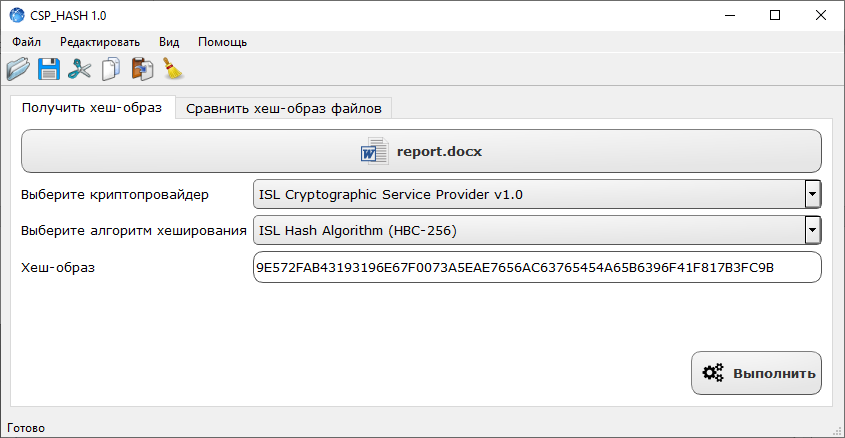 CSP_HASH 1.0
Файл Редактировать Вид Помощь
Получить хеш-образ Сравнить хеш-образ файлов
report.docx
Выберите криптопровайдер ISL Cryptographic Service Provider v1.0
Выберите алгоритм хеширования ISL Hash Algorithm (HBC-256)
Хеш-образ 9E572FAB43193196E67F0073A5EAE7656AC63765454A65B6396F41F817B3FC9B
Выполнить
Готово